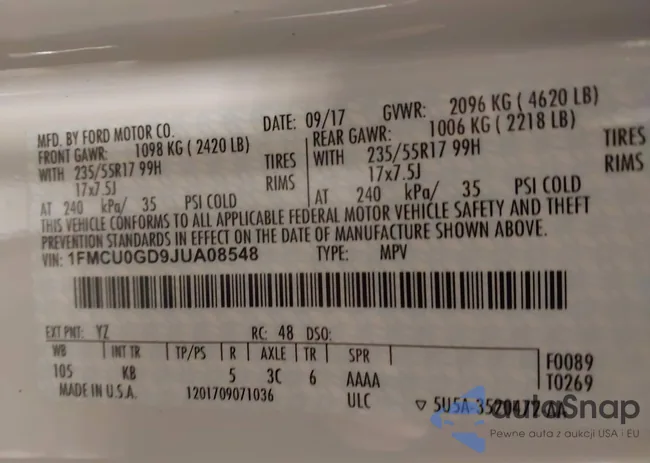 MFD. BY FORD MOTOR CO. DATE: 09/17 GVWR: 2096 KG ( 4620 LB)
FRONT GAWR: 1098 KG ( 2420 LB) REAR GAWR: 1006 KG ( 2218 LB)
WITH 235/55R17 99H TIRES WITH 235/55R17 99H TIRES
17x7.5J RIMS 17x7.5J RIMS
AT 240 kPa/ 35 PSI COLD AT 240 kPa/ 35 PSI COLD
THIS VEHICLE CONFORMS TO ALL APPLICABLE FEDERAL MOTOR VEHICLE SAFETY AND THEFT
PREVENTION STANDARDS IN EFFECT ON THE DATE OF MANUFACTURE SHOWN ABOVE.
VIN: 1FMCU0GD9JUA08548 TYPE: MPV
EXT PNT: YZ RC: 48 DSO:
WB INT TR TP/PS R AXLE TR SPR F0089
105 KB 5 3C 6 AAAA T0269
MADE IN U.S.A. 1201709071036 ULC ▽ 5U5A-3520472-AA
autoSnap
Pewne auta z aukcji USA i EU